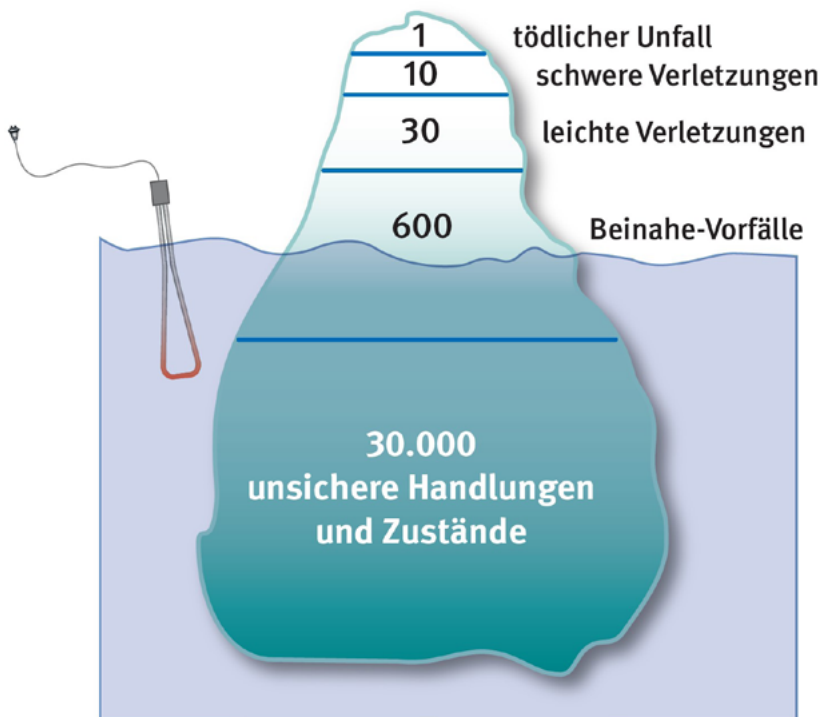 1 tödlicher Unfall
10 schwere Verletzungen
30 leichte Verletzungen
600 Beinahe-Vorfälle
30.000
unsichere Handlungen
und Zustände